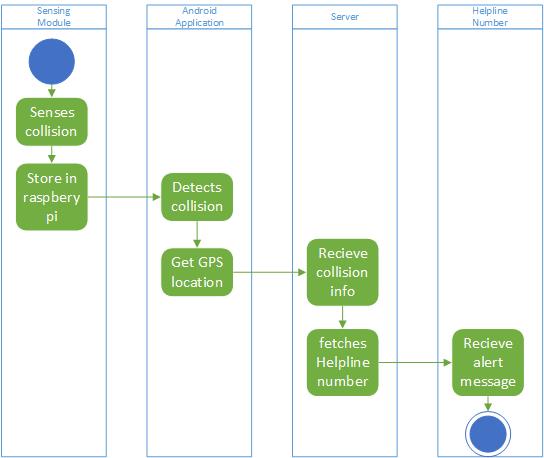 Sensing
Module
Android
Application
Server
Helpline
Number
Senses
collision
Store in
raspbery
pi
Detects
collision
Get GPS
location
Recieve
collision
info
fetches
Helpline
number
Recieve
alert
message